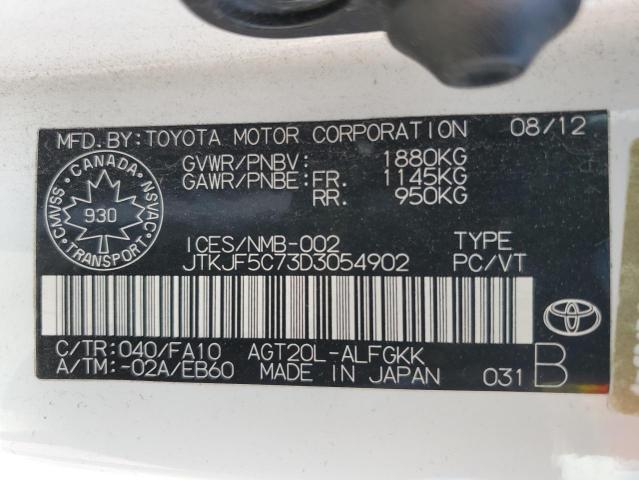 MFD.BY:TOYOTA MOTOR CORPORATION 08/12
GVWR/PNBV: 1880KG
GAWR/PNBE:FR. 1145KG
RR. 950KG
CANADA
CMVSS NSVAC
930
TRANSPORT
ICES/NMB-002 TYPE
JTKJF5C73D3054902 PC/VT
C/TR:040/FA10 AGT20L-ALFGKK
A/TM:-02A/EB60 MADE IN JAPAN 031 B